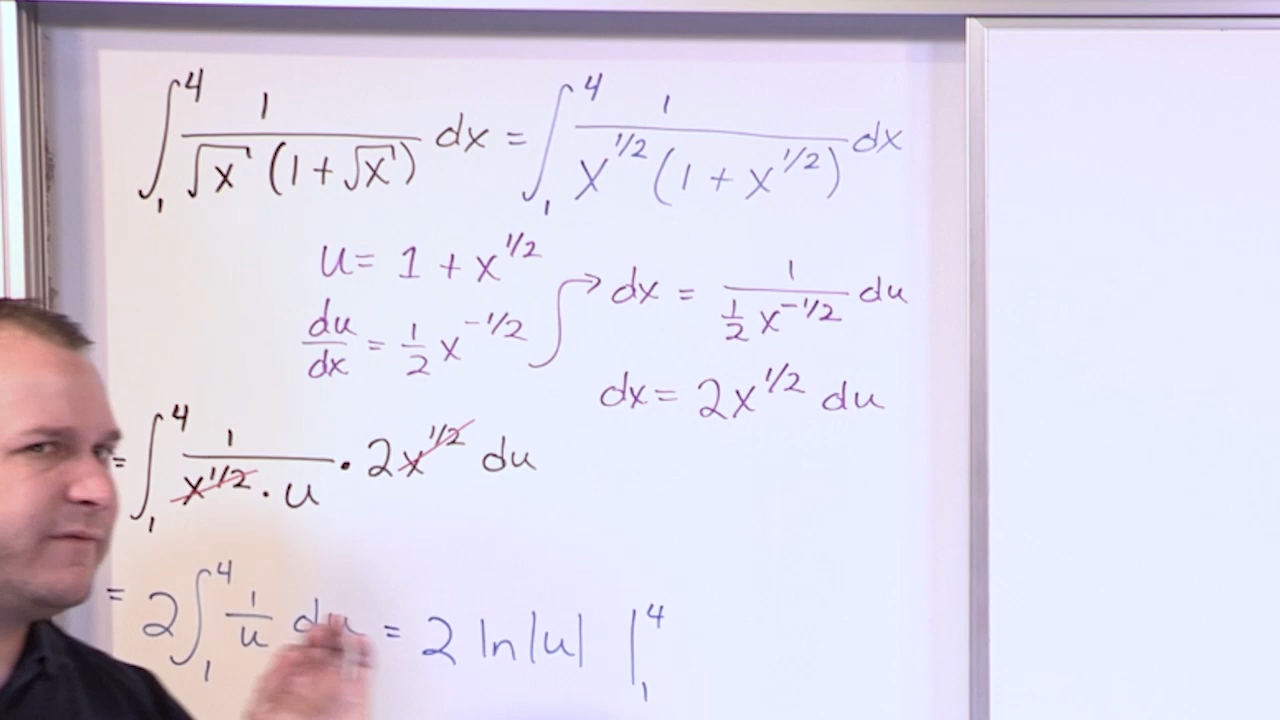 ∫₁⁴ 1/(√x (1+√x)) dx = ∫₁⁴ 1/(x^{1/2} (1+x^{1/2})) dx
u = 1 + x^{1/2}
du/dx = ½ x^{-1/2} → dx = 1/(½ x^{-1/2}) du
dx = 2x^{1/2} du
= ∫₁⁴ 1/(x^{1/2} · u) · 2x^{1/2} du
= 2 ∫₁⁴ 1/u du = 2 ln|u| |₁⁴